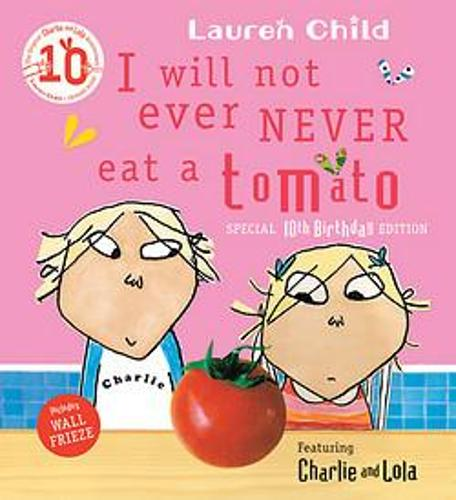 Lauren Child
10
I will not
ever NEVER
eat a tomato
SPECIAL 10th Birthday EDITION
Charlie
Includes
WALL
FRIEZE
Featuring
Charlie and Lola